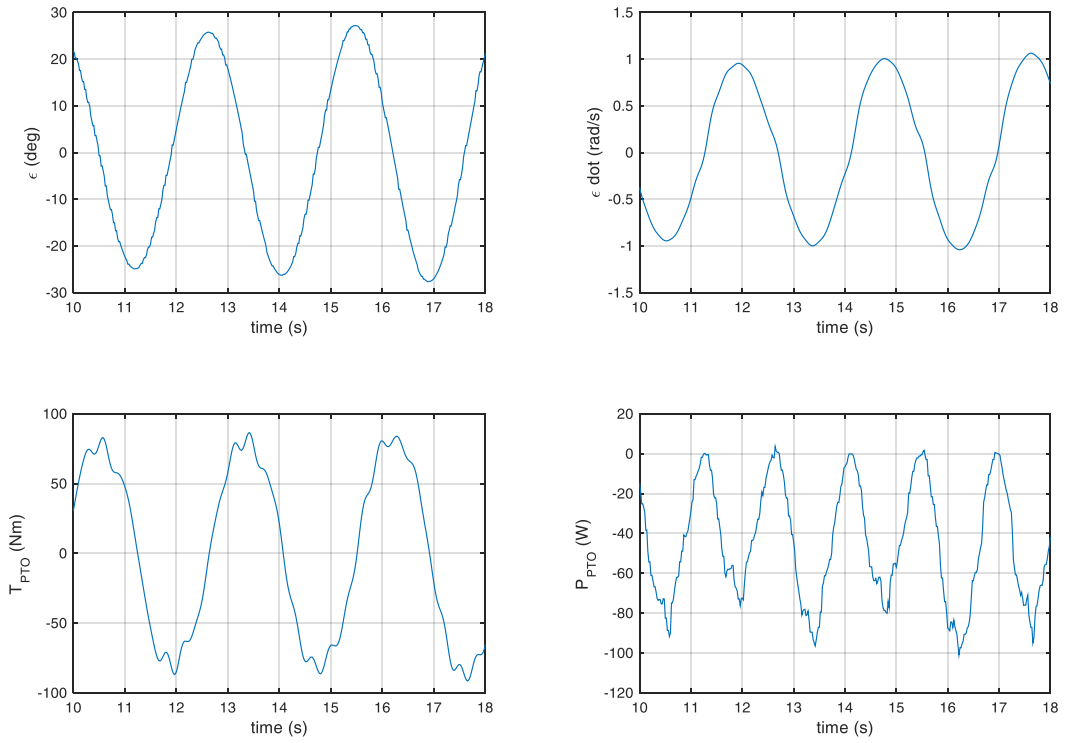 30
20
10
0
-10
-20
-30
ϵ (deg)
10 11 12 13 14 15 16 17 18
time (s)
1.5
1
0.5
0
-0.5
-1
-1.5
ϵ dot (rad/s)
10 11 12 13 14 15 16 17 18
time (s)
100
50
0
-50
-100
T_PTO (Nm)
10 11 12 13 14 15 16 17 18
time (s)
20
0
-20
-40
-60
-80
-100
-120
P_PTO (W)
10 11 12 13 14 15 16 17 18
time (s)